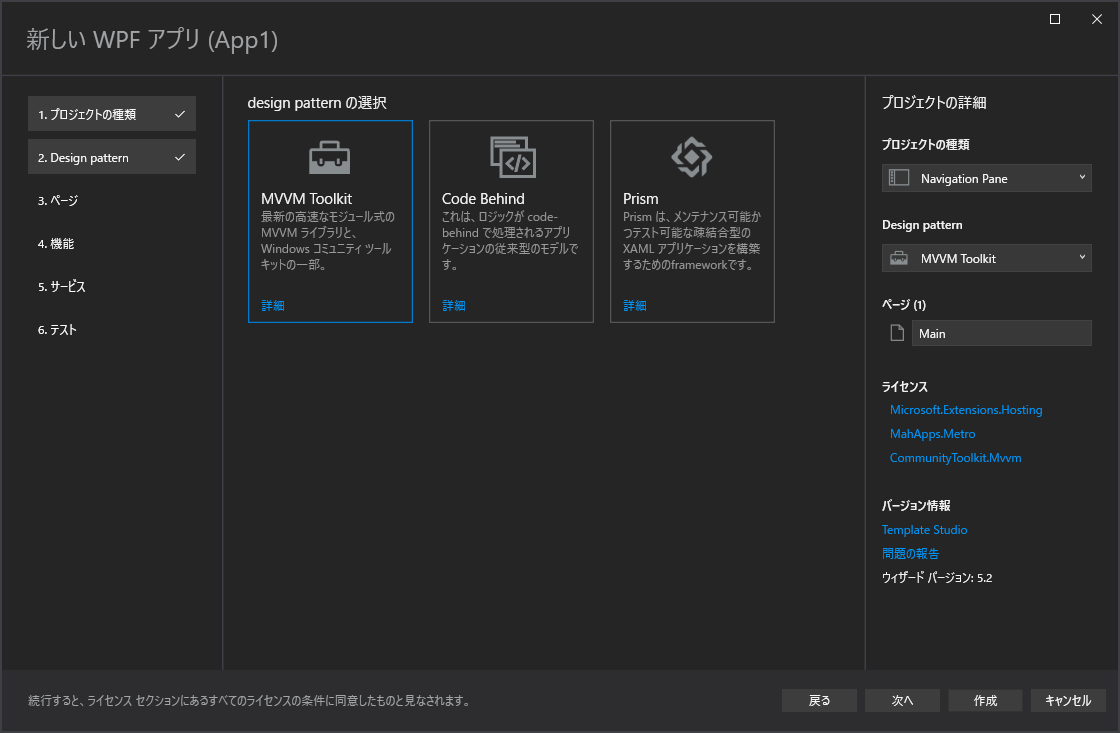 新しい WPF アプリ (App1)
1. プロジェクトの種類
2. Design pattern
3. ページ
4. 機能
5. サービス
6. テスト
design pattern の選択
MVVM Toolkit
最新の高速なモジュール式の
MVVM ライブラリと、
Windows コミュニティ ツール
キットの一部。
詳細
Code Behind
これは、ロジックが code-
behind で処理されるアプリ
ケーションの従来型のモデルで
す。
詳細
Prism
Prism は、メンテナンス可能か
つテスト可能な疎結合型の
XAML アプリケーションを構築
するためのframeworkです。
詳細
プロジェクトの詳細
プロジェクトの種類
Navigation Pane
Design pattern
MVVM Toolkit
ページ (1)
Main
ライセンス
Microsoft.Extensions.Hosting
MahApps.Metro
CommunityToolkit.Mvvm
バージョン情報
Template Studio
問題の報告
ウィザード バージョン: 5.2
続行すると、ライセンス セクションにあるすべてのライセンスの条件に同意したものと見なされます。
戻る
次へ
作成
キャンセル